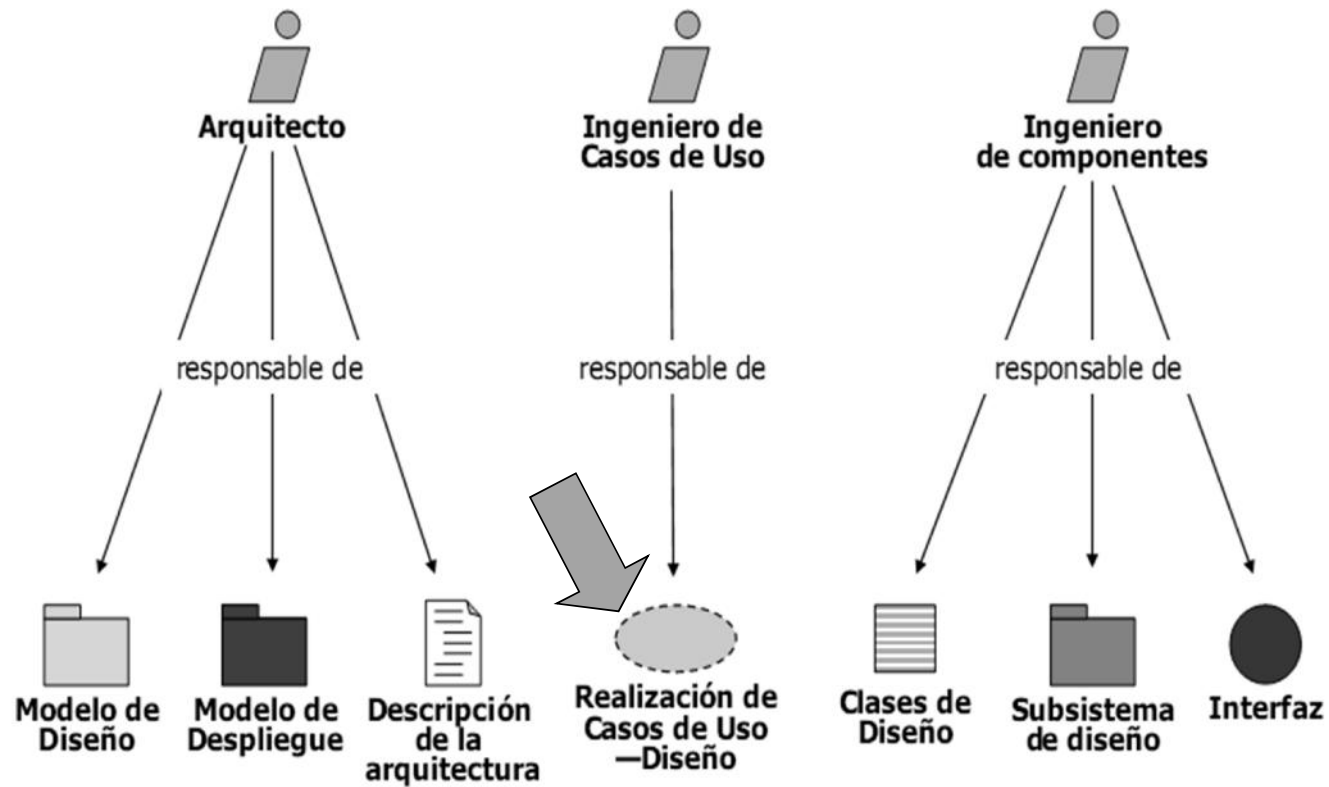 Arquitecto
Ingeniero de
Casos de Uso
Ingeniero
de componentes
responsable de
responsable de
responsable de
Modelo de
Diseño
Modelo de
Despliegue
Descripción
de la
arquitectura
Realización de
Casos de Uso
—Diseño
Clases de
Diseño
Subsistema
de diseño
Interfaz